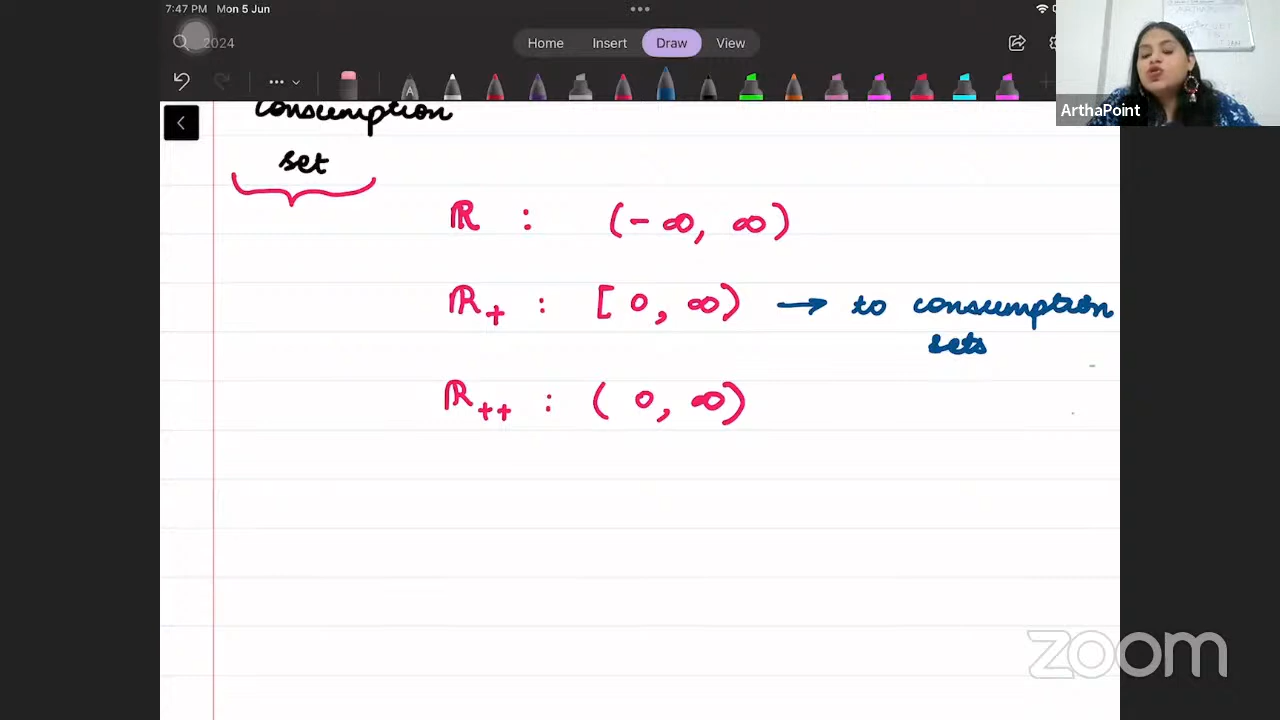 7:47 PM Mon 5 Jun
2024
Home Insert Draw View
ArthaPoint
consumption
set
ℝ : (-∞, ∞)
ℝ+ : [0, ∞) → to consumption
sets
ℝ++ : (0, ∞)
zoom